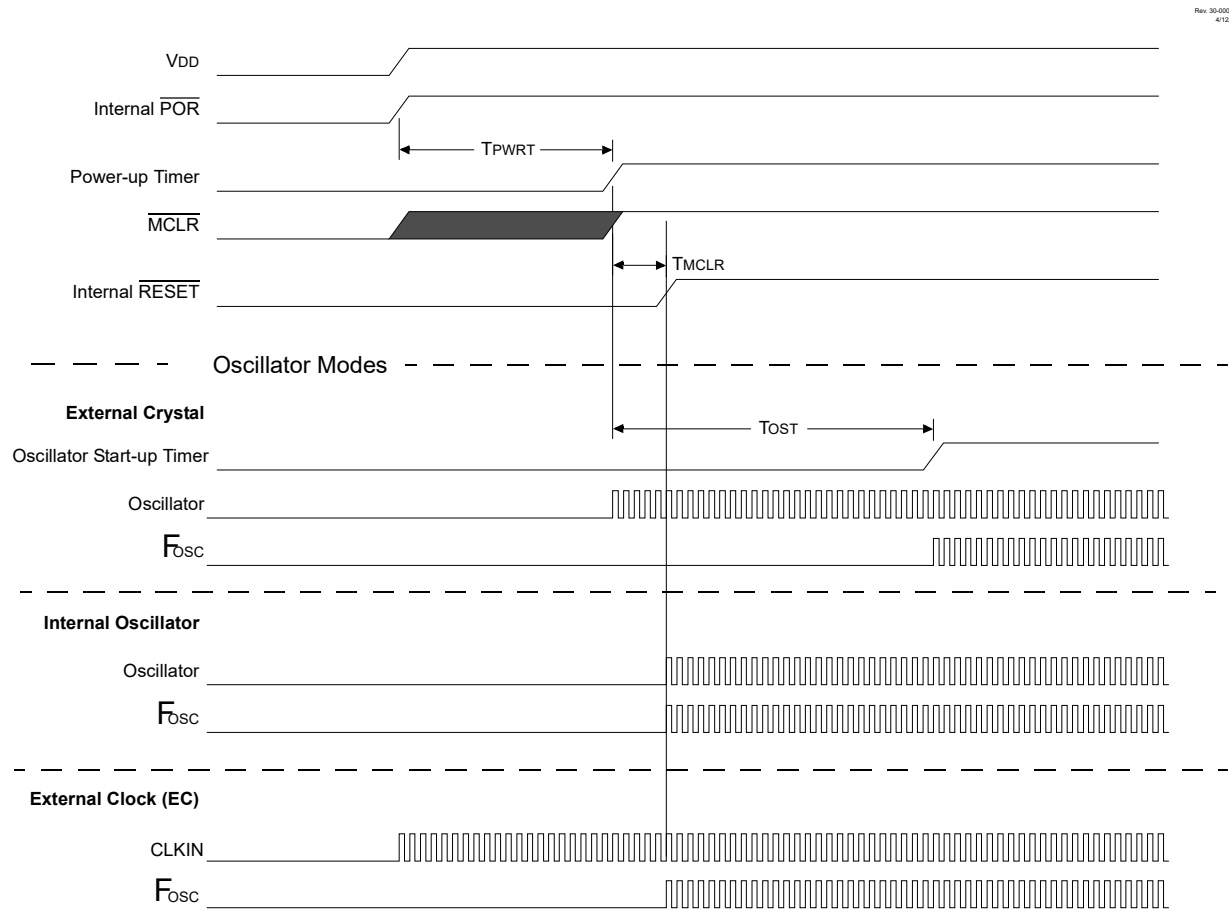 Rev. 30-000
4/12
VDD
Internal POR
TPWRT
Power-up Timer
MCLR
TMCLR
Internal RESET
Oscillator Modes
External Crystal
TOST
Oscillator Start-up Timer
Oscillator
FOSC
Internal Oscillator
Oscillator
FOSC
External Clock (EC)
CLKIN
FOSC